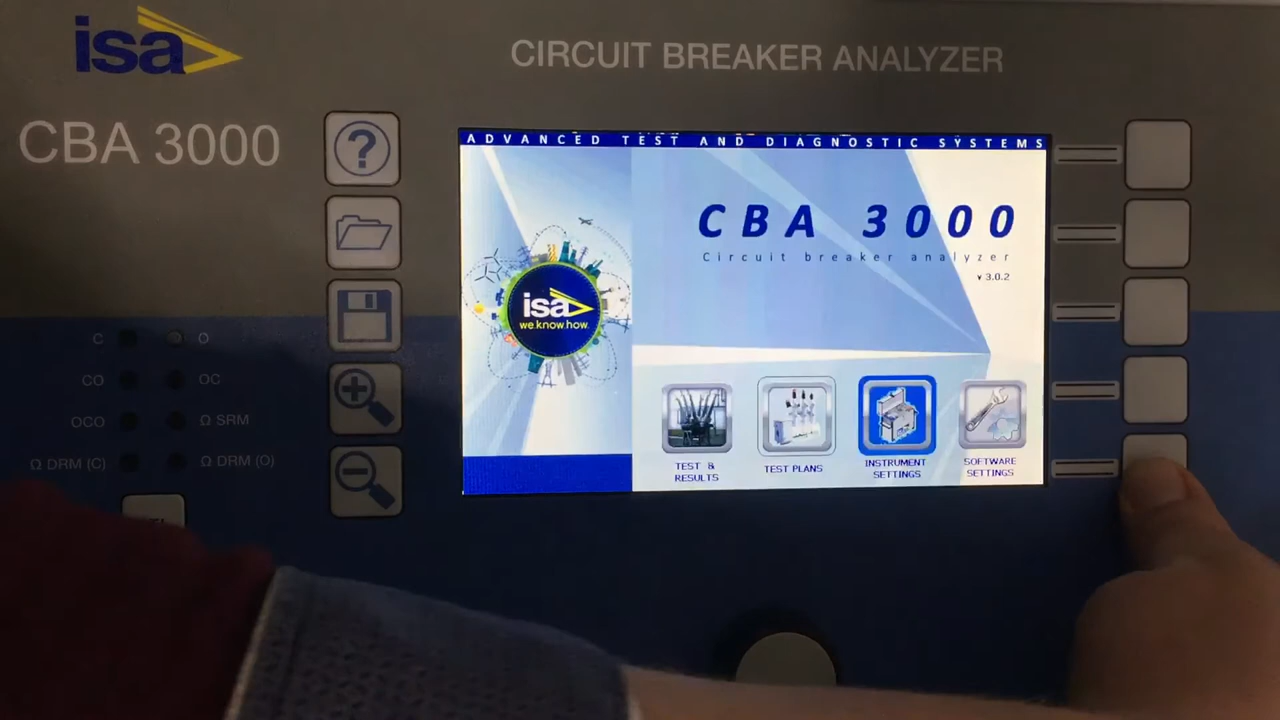 isa
CIRCUIT BREAKER ANALYZER
CBA 3000
?
ADVANCED TEST AND DIAGNOSTIC SYSTEMS
CBA 3000
Circuit breaker analyzer
v 3.0.2
isa
we.know.how.
TEST & RESULTS
TEST PLANS
INSTRUMENT SETTINGS
SOFTWARE SETTINGS
C O
CO OC
OCO Ω SRM
Ω DRM (C) Ω DRM (O)